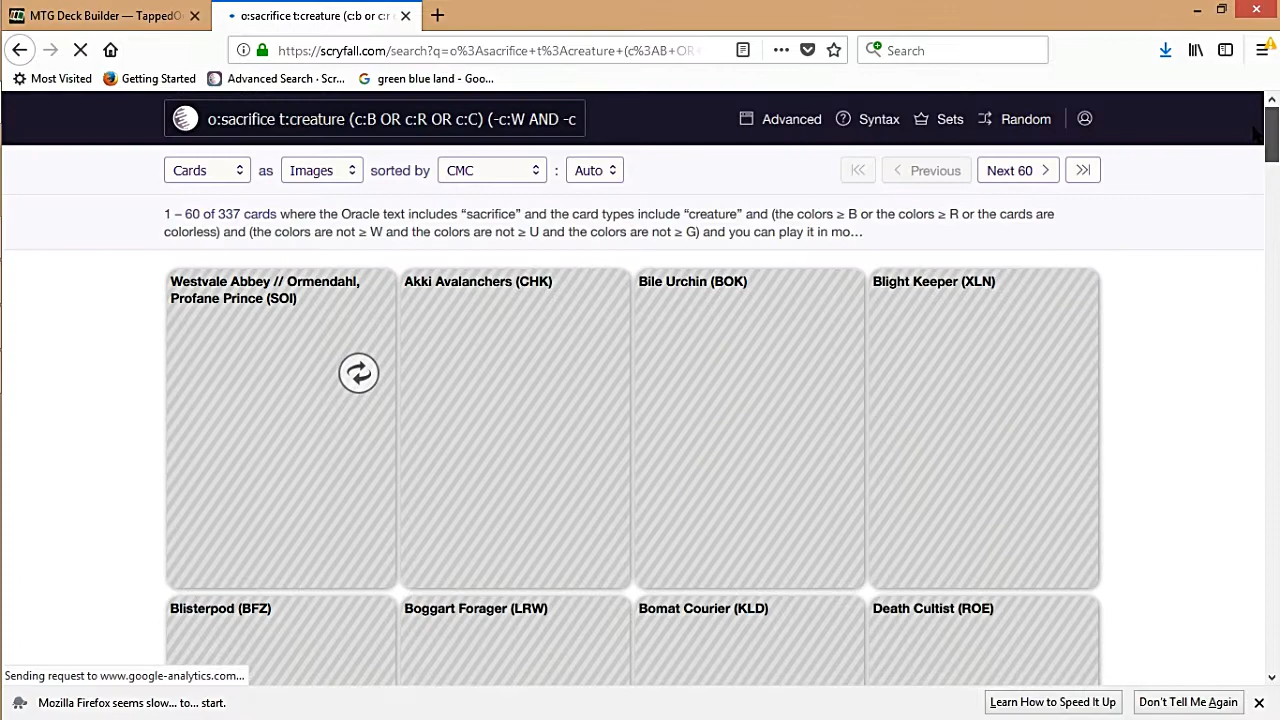 MTG Deck Builder — TappedO
o:sacrifice t:creature (c:b or c:r
https://scryfall.com/search?q=o%3Asacrifice t%3Acreature+(c%3AB+OR+
Search
Most Visited
Getting Started
Advanced Search · Scr...
green blue land - Goo...
o:sacrifice t:creature (c:B OR c:R OR c:C) (-c:W AND -c
Advanced
Syntax
Sets
Random
Cards
as
Images
sorted by
CMC
:
Auto
Previous
Next 60
1 – 60 of 337 cards where the Oracle text includes “sacrifice” and the card types include “creature” and (the colors ≥ B or the colors ≥ R or the cards are
colorless) and (the colors are not ≥ W and the colors are not ≥ U and the colors are not ≥ G) and you can play it in mo…
Westvale Abbey // Ormendahl,
Profane Prince (SOI)
Akki Avalanchers (CHK)
Bile Urchin (BOK)
Blight Keeper (XLN)
Blisterpod (BFZ)
Boggart Forager (LRW)
Bomat Courier (KLD)
Death Cultist (ROE)
Sending request to www.google-analytics.com...
Mozilla Firefox seems slow... to... start.
Learn How to Speed It Up
Don't Tell Me Again